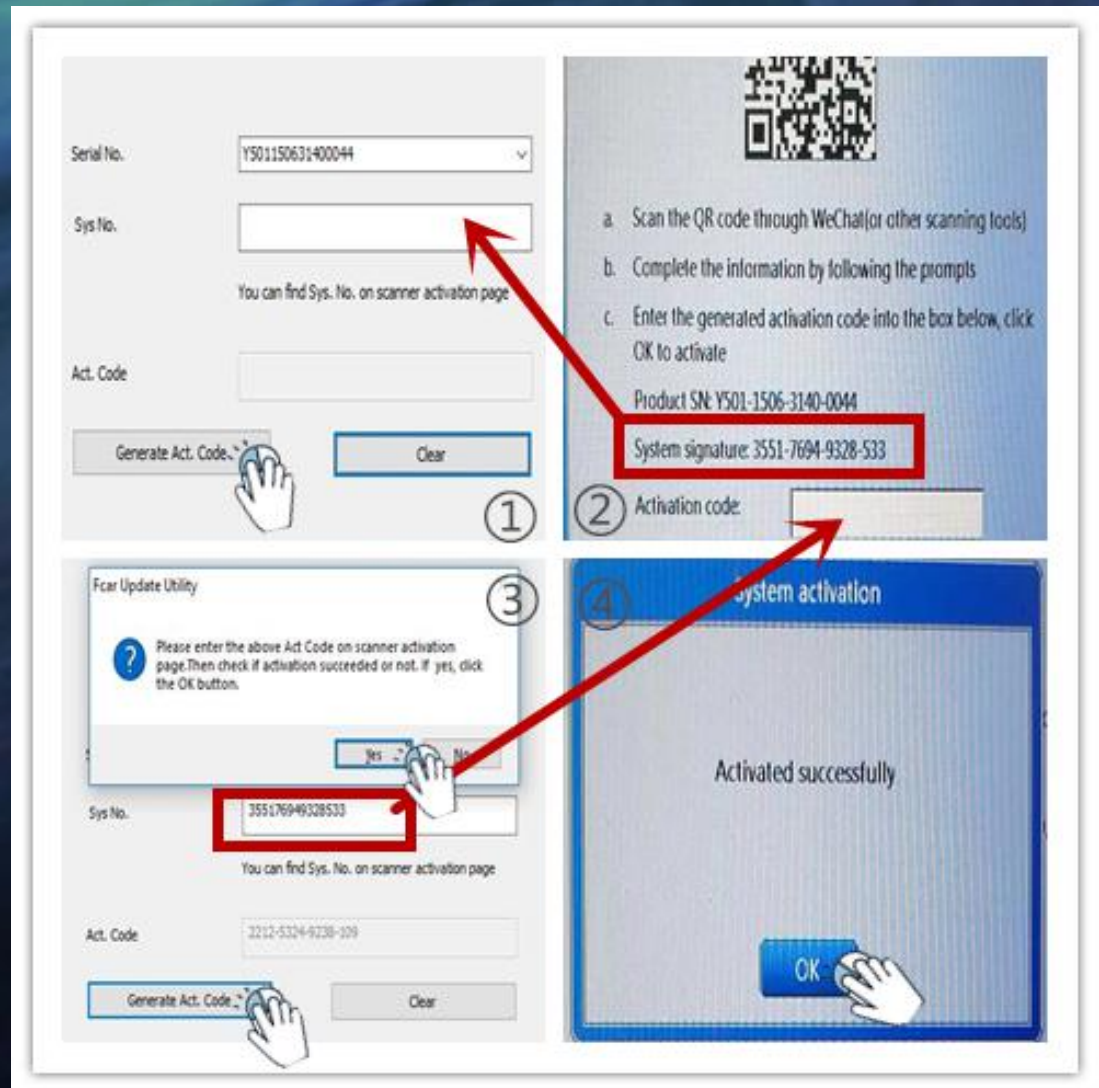 Serial No.
Y501150631400044
Sys No.
You can find Sys. No. on scanner activation page
Act. Code
Generate Act. Code
Clear
①
a. Scan the QR code through WeChat(or other scanning tools)
b. Complete the information by following the prompts
c. Enter the generated activation code into the box below, click
OK to activate
Product SN: Y501-1506-3140-0044
System signature: 3551-7694-9328-533
Activation code:
②
Fcar Update Utility
③
Please enter the above Act Code on scanner activation
page.Then check if activation succeeded or not. If yes, click
the OK button.
Yes
No
Sys No.
355176949328533
You can find Sys. No. on scanner activation page
Act. Code
2212-5324-9238-109
Generate Act. Code
Clear
④
System activation
Activated successfully
OK